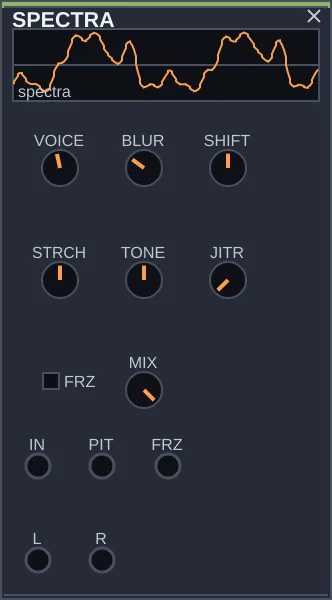 SPECTRA
spectra
VOICE BLUR SHIFT
STRCH TONE JITR
MIX
FRZ
IN PIT FRZ
L R